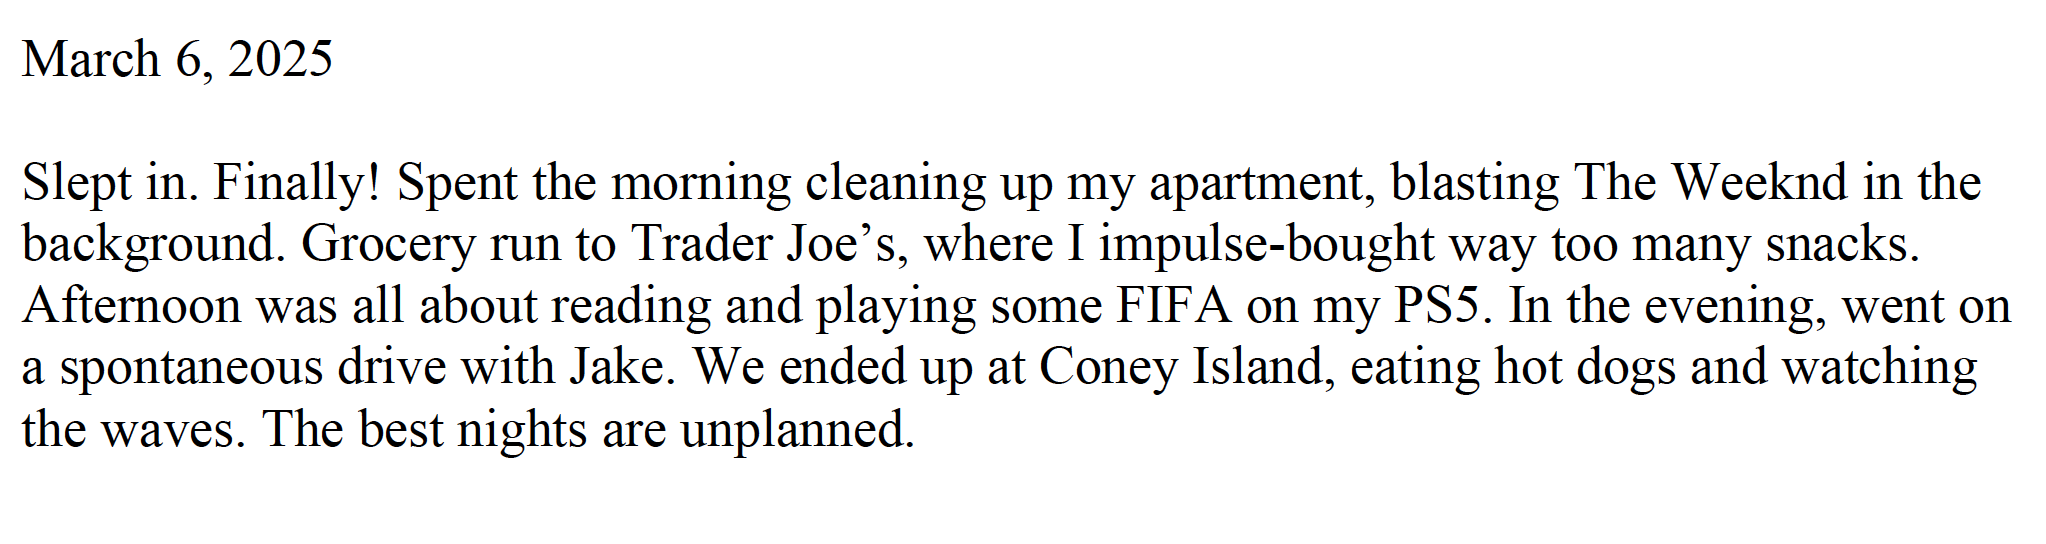 March 6, 2025
Slept in. Finally! Spent the morning cleaning up my apartment, blasting The Weeknd in the
background. Grocery run to Trader Joe’s, where I impulse-bought way too many snacks.
Afternoon was all about reading and playing some FIFA on my PS5. In the evening, went on
a spontaneous drive with Jake. We ended up at Coney Island, eating hot dogs and watching
the waves. The best nights are unplanned.